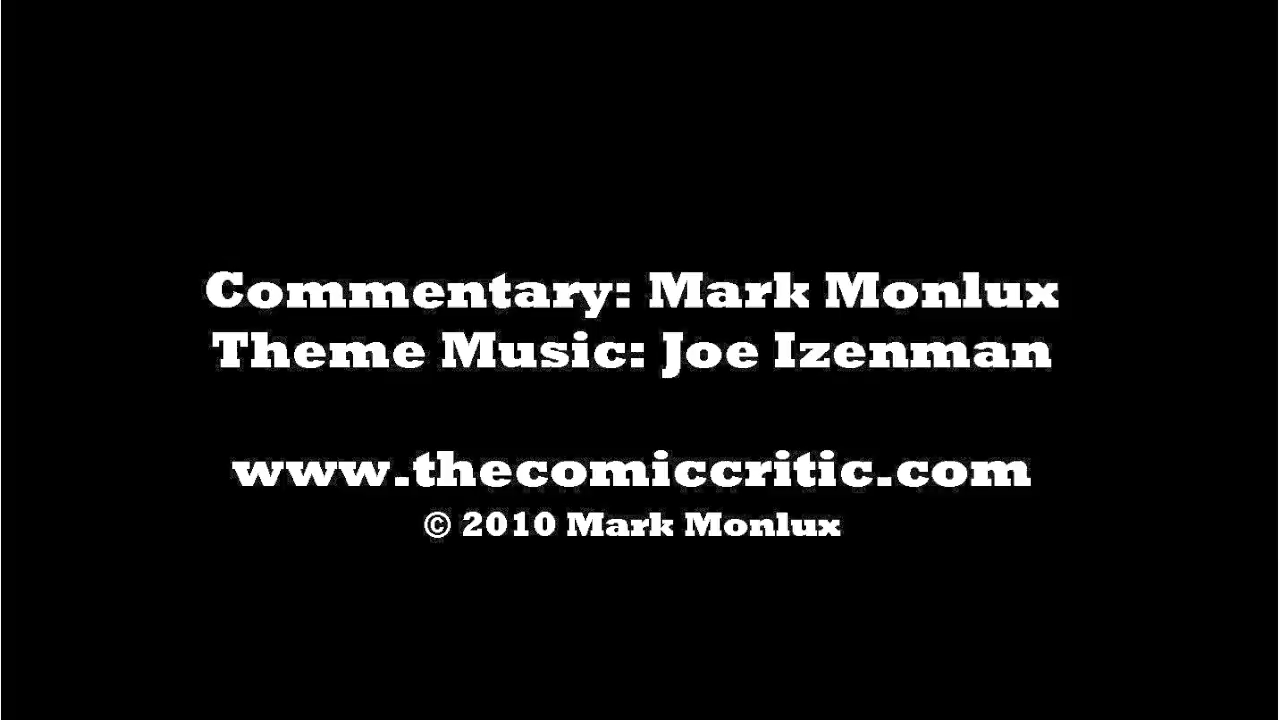 Commentary: Mark Monlux
Theme Music: Joe Izenman
www.thecomiccritic.com
© 2010 Mark Monlux